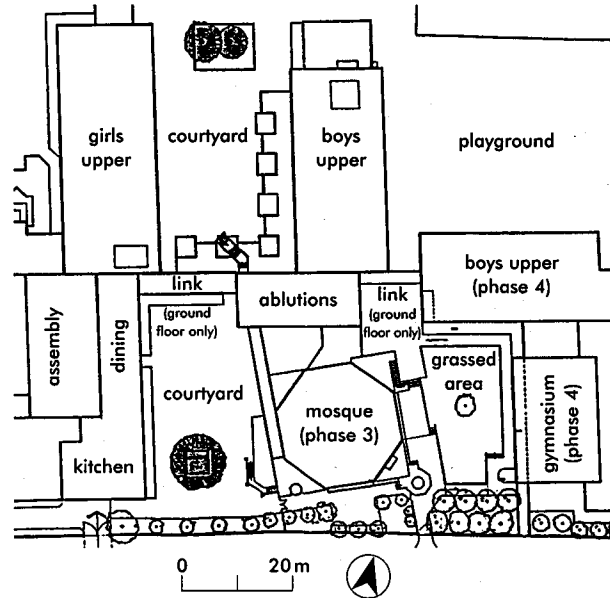 girls
upper
courtyard
boys
upper
playground
boys upper
(phase 4)
link
(ground
floor only)
ablutions
link
(ground
floor only)
assembly
dining
courtyard
mosque
(phase 3)
grassed
area
gymnasium
(phase 4)
kitchen
0
20 m